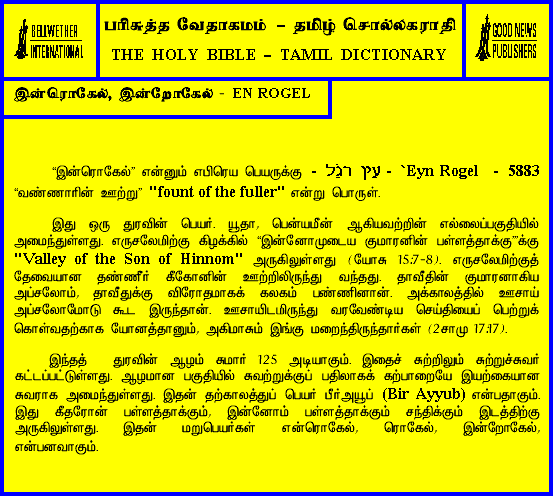 BELLWETHER
INTERNATIONAL
பரிசுத்த வேதாகமம் – தமிழ் சொல்லகராதி
THE HOLY BIBLE – TAMIL DICTIONARY
GOOD NEWS
PUBLISHERS
இன்ரொகேல், இன்றோகேல் - EN ROGEL
“இன்ரொகேல்” என்னும் எபிரெய பெயருக்கு - עֵין רֹגֵל - `Eyn Rogel - 5883
“வண்ணாரின் ஊற்று” "fount of the fuller" என்று பொருள்.
இது ஒரு துரவின் பெயர். யூதா, பென்யமீன் ஆகியவற்றின் எல்லைப்பகுதியில்
அமைந்துள்ளது. எருசலேமிற்கு கிழக்கில் “இன்னோமுடைய குமாரனின் பள்ளத்தாக்கு”க்கு
"Valley of the Son of Hinnom" அருகிலுள்ளது (யோசு 15:7-8). எருசலேமிற்குத்
தேவையான தண்ணீர் கீகோனின் ஊற்றிலிருந்து வந்தது. தாவீதின் குமாரனாகிய
அப்சலோம், தாவீதுக்கு விரோதமாகக் கலகம் பண்ணினான். அக்காலத்தில் ஊசாய்
அப்சலோமோடு கூட இருந்தான். ஊசாயிடமிருந்து வரவேண்டிய செய்தியைப் பெற்றுக்
கொள்வதற்காக யோனத்தானும், அகிமாசும் இங்கு மறைந்திருந்தார்கள் (2சாமு 17:17).
இந்தத் துரவின் ஆழம் சுமார் 125 அடியாகும். இதைச் சுற்றிலும் சுற்றுச்சுவர்
கட்டப்பட்டுள்ளது. ஆழமான பகுதியில் சுவற்றுக்குப் பதிலாகக் கற்பாறையே இயற்கையான
சுவராக அமைந்துள்ளது. இதன் தற்காலத்துப் பெயர் பீர்அயூப் (Bir Ayyub) என்பதாகும்.
இது கீதரோன் பள்ளத்தாக்கும், இன்னோம் பள்ளத்தாக்கும் சந்திக்கும் இடத்திற்கு
அருகிலுள்ளது. இதன் மறுபெயர்கள் என்ரொகேல், ரொகேல், இன்றோகேல்,
என்பனவாகும்.